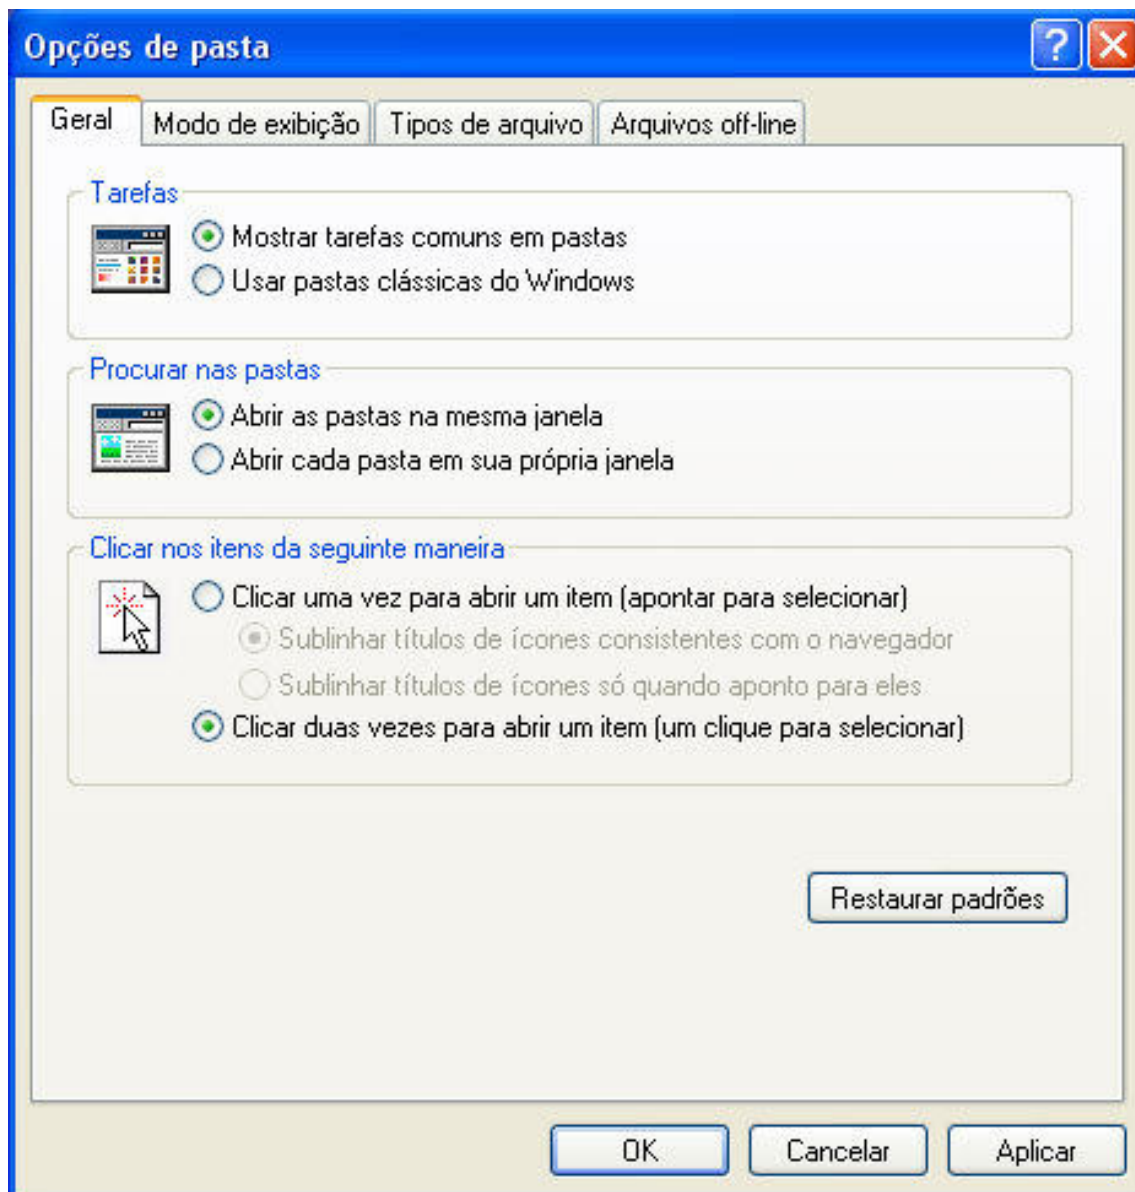 Opções de pasta
Geral
Modo de exibição
Tipos de arquivo
Arquivos off-line
Tarefas
Mostrar tarefas comuns em pastas
Usar pastas clássicas do Windows
Procurar nas pastas
Abrir as pastas na mesma janela
Abrir cada pasta em sua própria janela
Clicar nos itens da seguinte maneira
Clicar uma vez para abrir um item (apontar para selecionar)
Sublinhar títulos de ícones consistentes com o navegador
Sublinhar títulos de ícones só quando aponto para eles
Clicar duas vezes para abrir um item (um clique para selecionar)
Restaurar padrões
OK
Cancelar
Aplicar